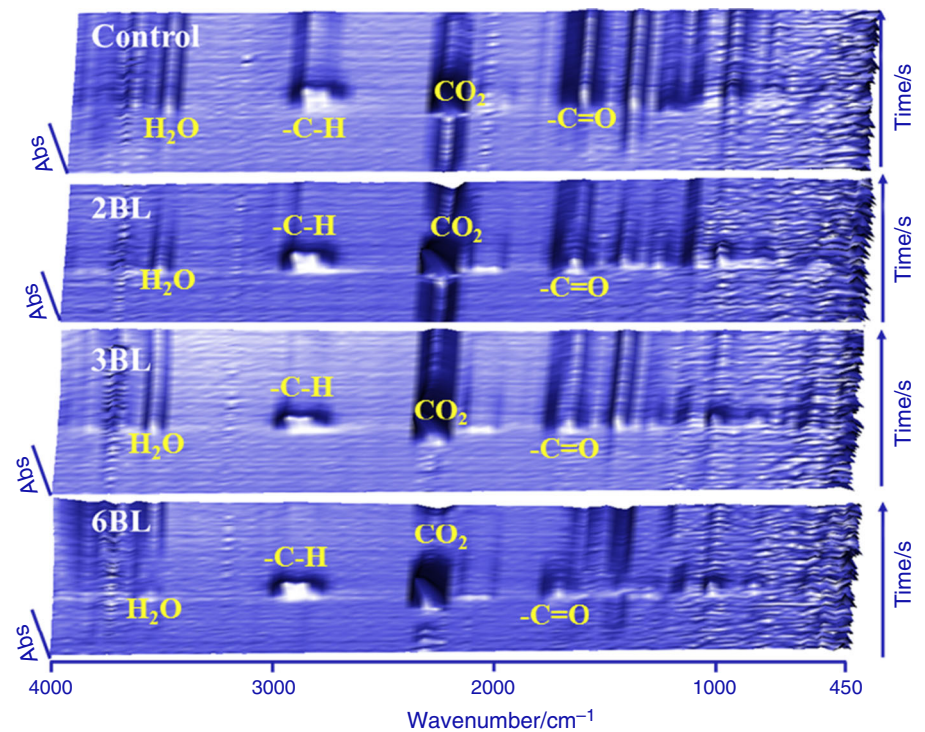 Control
H₂O
-C-H
CO₂
-C=O
Abs
Time/s
2BL
H₂O
-C-H
CO₂
-C=O
Abs
Time/s
3BL
H₂O
-C-H
CO₂
-C=O
Abs
Time/s
6BL
H₂O
-C-H
CO₂
-C=O
Abs
Time/s
4000 3000 2000 1000 450
Wavenumber/cm⁻¹